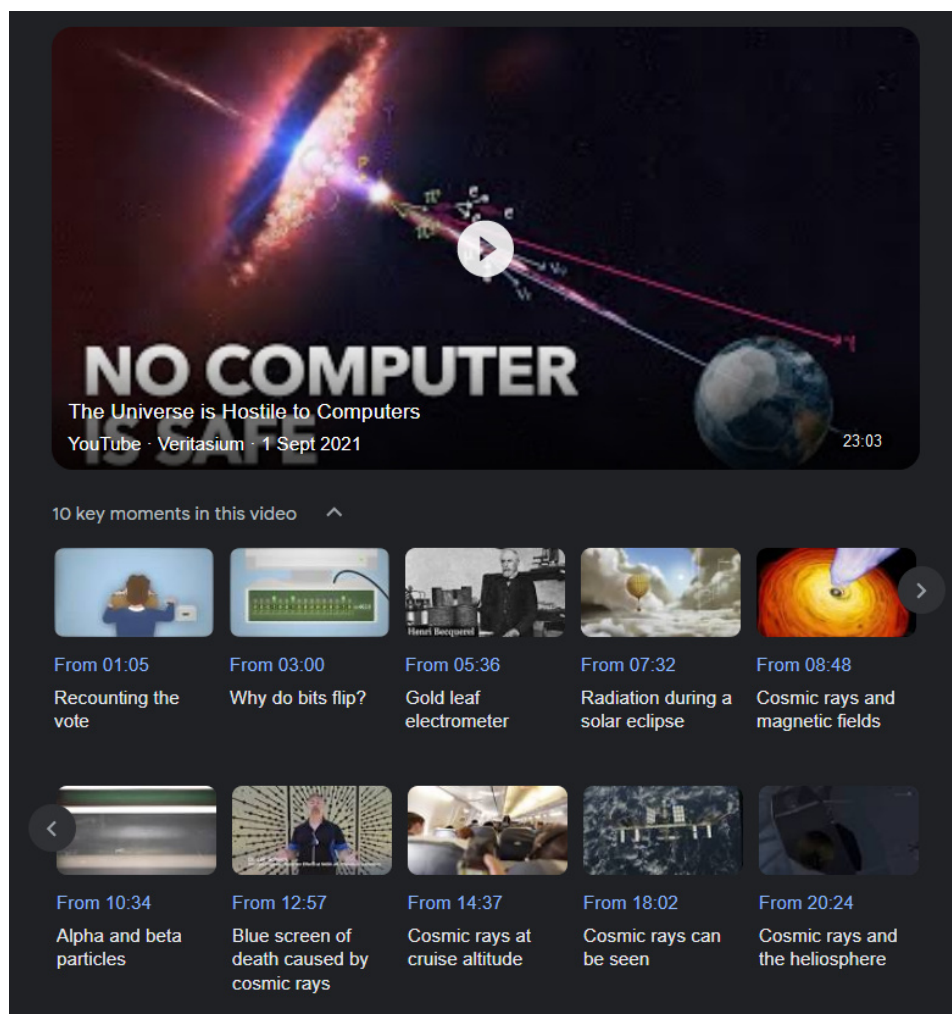 NO COMPUTER
IS SAFE
The Universe is Hostile to Computers
YouTube · Veritasium · 1 Sept 2021
23:03
10 key moments in this video
Henri Becquerel
From 01:05
From 03:00
From 05:36
From 07:32
From 08:48
Recounting the
vote
Why do bits flip?
Gold leaf
electrometer
Radiation during a
solar eclipse
Cosmic rays and
magnetic fields
From 10:34
From 12:57
From 14:37
From 18:02
From 20:24
Alpha and beta
particles
Blue screen of
death caused by
cosmic rays
Cosmic rays at
cruise altitude
Cosmic rays can
be seen
Cosmic rays and
the heliosphere